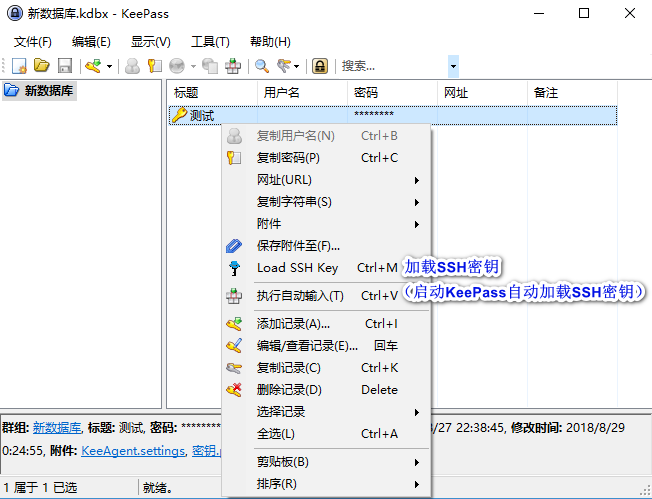 新数据库.kdbx - KeePass
文件(F) 编辑(E) 显示(V) 工具(T) 帮助(H)
搜索...
新数据库
标题 用户名 密码 网址 备注
测试 ********
复制用户名(N) Ctrl+B
复制密码(P) Ctrl+C
网址(URL)
复制字符串(S)
附件
保存附件至(F)...
Load SSH Key Ctrl+M 加载SSH密钥
（启动KeePass自动加载SSH密钥）
执行自动输入(T) Ctrl+V
添加记录(A)... Ctrl+I
编辑/查看记录(E)... 回车
复制记录(C) Ctrl+K
删除记录(D) Delete
选择记录
全选(L) Ctrl+A
剪贴板(B)
排序(R)
群组: 新数据库, 标题: 测试, 密码: ******** /27 22:38:45, 修改时间: 2018/8/29
0:24:55, 附件: KeeAgent.settings, 密钥.
1 属于 1 已选 就绪。